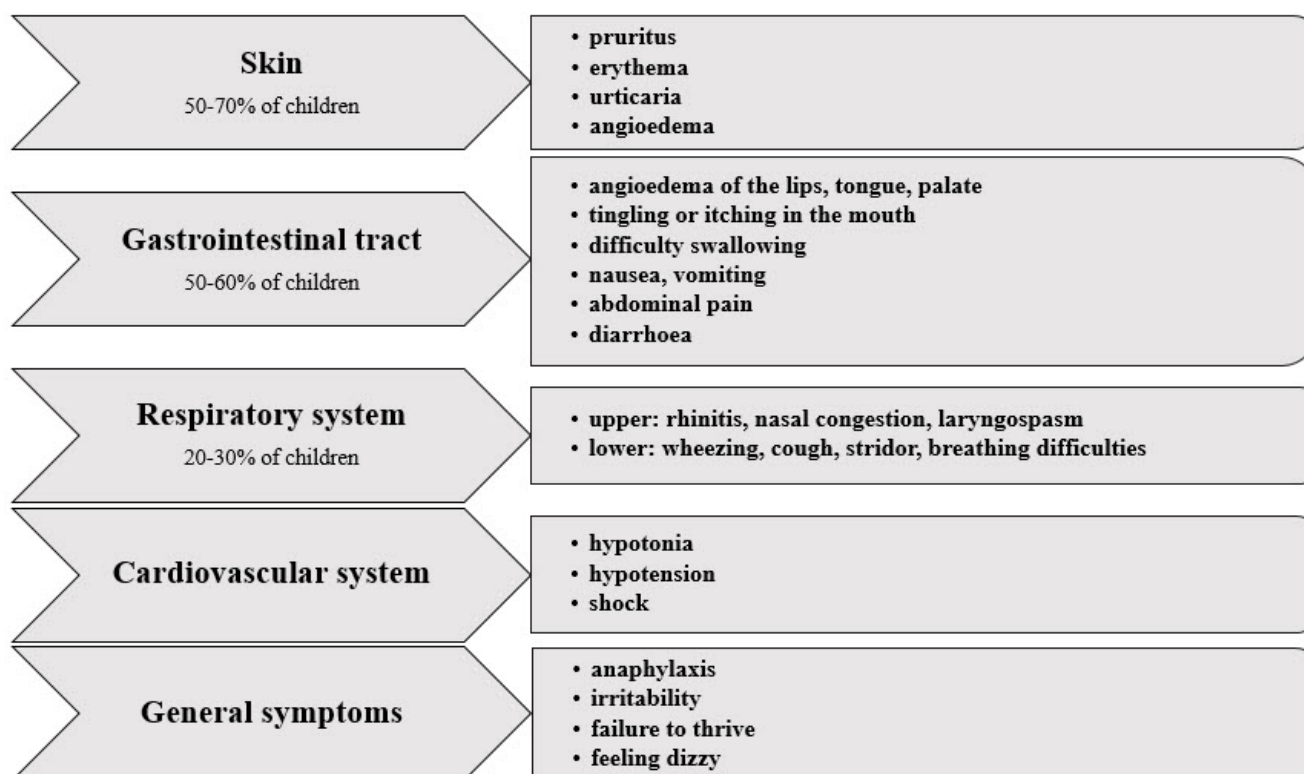 Skin
50-70% of children
• pruritus
• erythema
• urticaria
• angioedema
Gastrointestinal tract
50-60% of children
• angioedema of the lips, tongue, palate
• tingling or itching in the mouth
• difficulty swallowing
• nausea, vomiting
• abdominal pain
• diarrhoea
Respiratory system
20-30% of children
• upper: rhinitis, nasal congestion, laryngospasm
• lower: wheezing, cough, stridor, breathing difficulties
Cardiovascular system
• hypotonia
• hypotension
• shock
General symptoms
• anaphylaxis
• irritability
• failure to thrive
• feeling dizzy